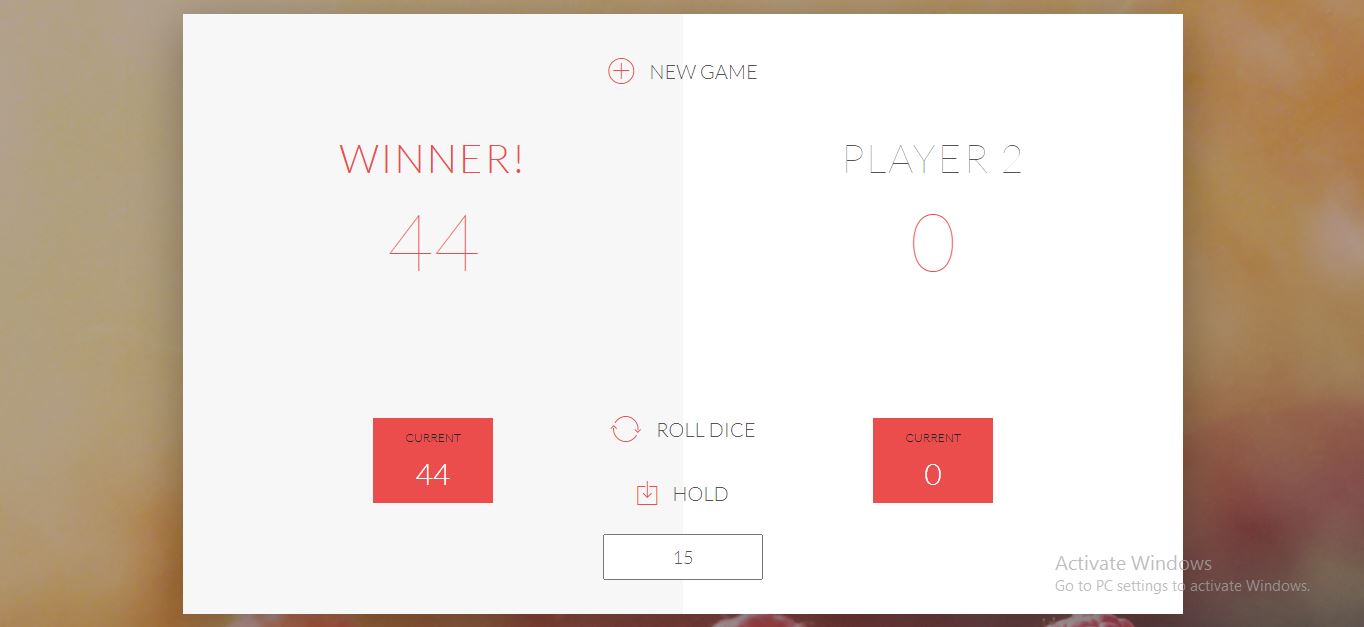 NEW GAME
WINNER!
44
PLAYER 2
0
CURRENT
44
ROLL DICE
HOLD
15
CURRENT
0
Activate Windows
Go to PC settings to activate Windows.